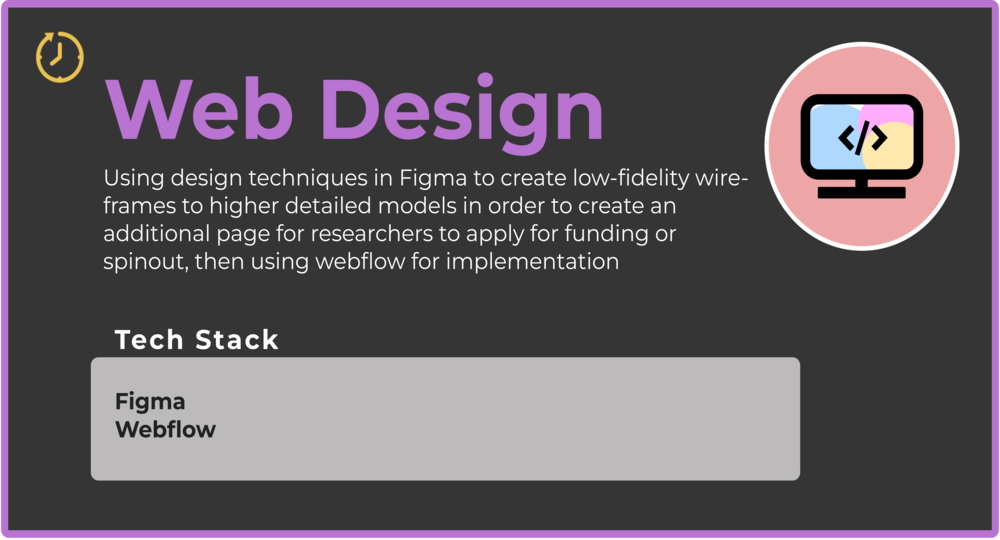 Web Design
Using design techniques in Figma to create low-fidelity wire-
frames to higher detailed models in order to create an
additional page for researchers to apply for funding or
spinout, then using webflow for implementation
Tech Stack
Figma
Webflow